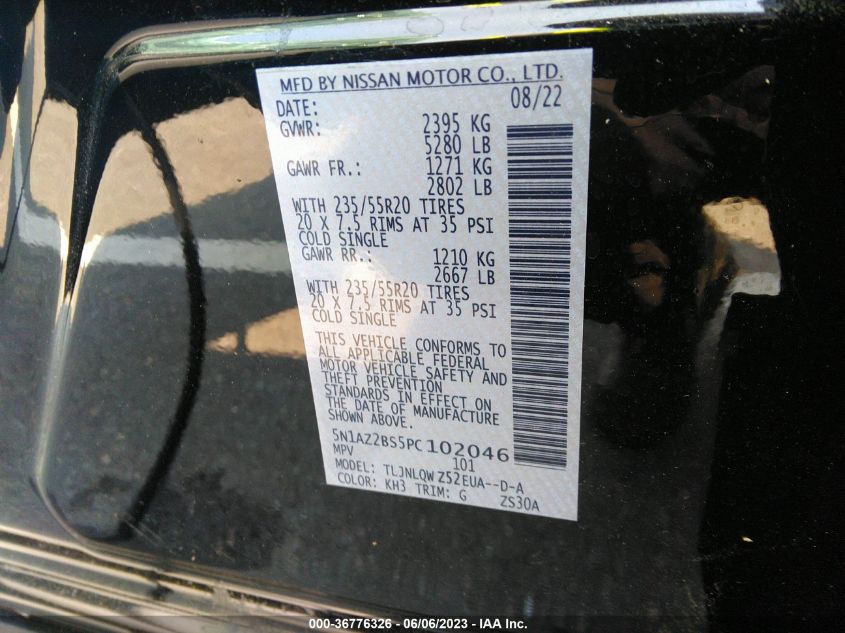 MFD BY NISSAN MOTOR CO., LTD.
DATE: 08/22
GVWR: 2395 KG
5280 LB
GAWR FR.: 1271 KG
2802 LB
WITH 235/55R20 TIRES
20 X 7.5 RIMS AT 35 PSI
COLD SINGLE
GAWR RR.: 1210 KG
2667 LB
WITH 235/55R20 TIRES
20 X 7.5 RIMS AT 35 PSI
COLD SINGLE
THIS VEHICLE CONFORMS TO
ALL APPLICABLE FEDERAL
MOTOR VEHICLE SAFETY AND
THEFT PREVENTION
STANDARDS IN EFFECT ON
THE DATE OF MANUFACTURE
SHOWN ABOVE.
5N1AZ2BS5PC102046
MPV 101
MODEL: TLJNLQW Z52EUA--D-A
COLOR: KH3 TRIM: G ZS30A
000-36776326 - 06/06/2023 - IAA Inc.